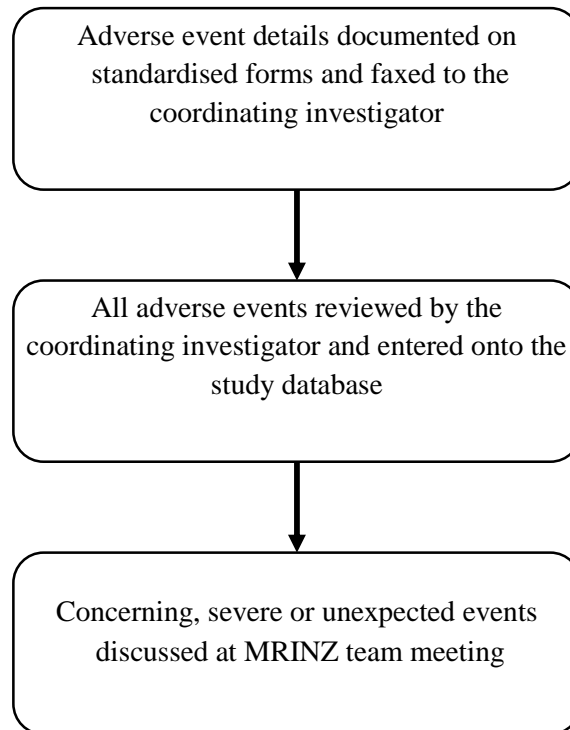 Adverse event details documented on
standardised forms and faxed to the
coordinating investigator
All adverse events reviewed by the
coordinating investigator and entered onto the
study database
Concerning, severe or unexpected events
discussed at MRINZ team meeting